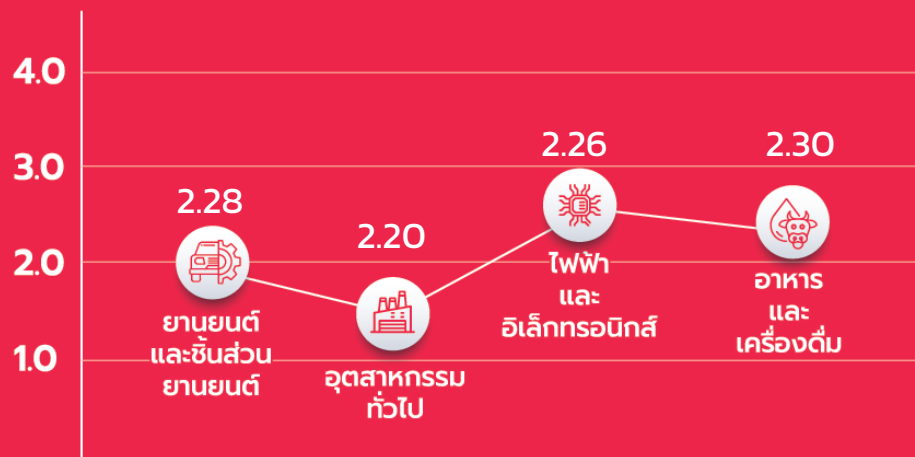 4.0
3.0
2.0
1.0
2.28
ยานยนต์
และชิ้นส่วน
ยานยนต์
2.20
อุตสาหกรรม
ทั่วไป
2.26
ไฟฟ้า
และ
อิเล็กทรอนิกส์
2.30
อาหาร
และ
เครื่องดื่ม